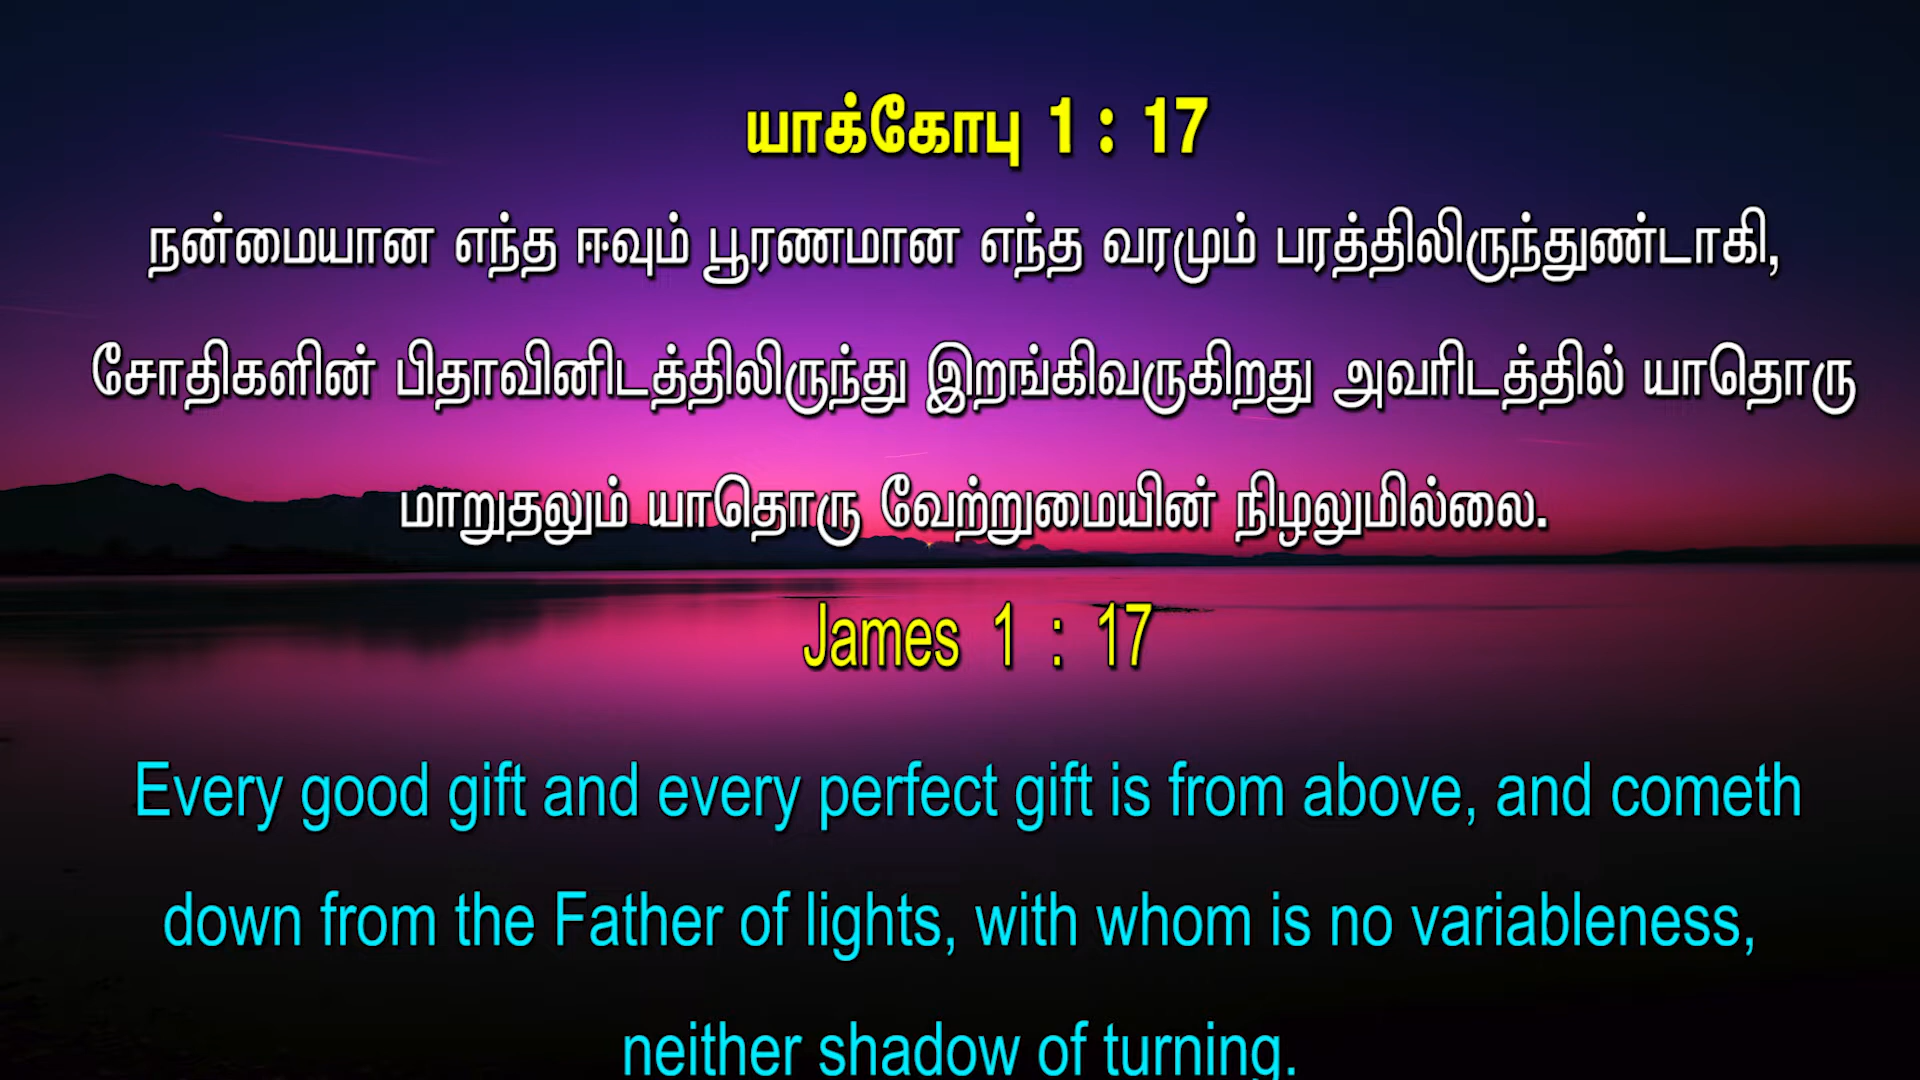 யாக்கோபு 1 : 17
நன்மையான எந்த ஈவும் பூரணமான எந்த வரமும் பரத்திலிருந்துண்டாகி,
சோதிகளின் பிதாவினிடத்திலிருந்து இறங்கிவருகிறது அவரிடத்தில் யாதொரு
மாறுதலும் யாதொரு வேற்றுமையின் நிழலுமில்லை.
James 1 : 17
Every good gift and every perfect gift is from above, and cometh
down from the Father of lights, with whom is no variableness,
neither shadow of turning.